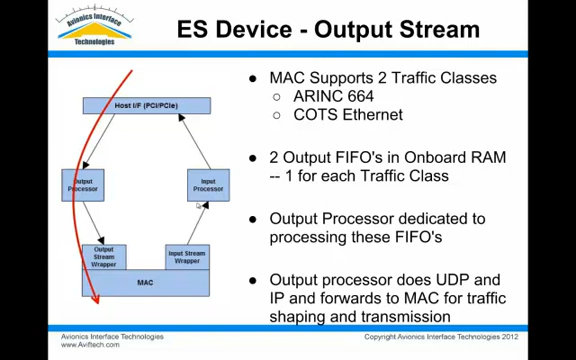 Avionics Interface
Technologies
ES Device - Output Stream
Host I/F (PCI/PCIe)
Output
Processor
Input
Processor
Output
Stream
Wrapper
Input Stream
Wrapper
MAC
● MAC Supports 2 Traffic Classes
○ ARINC 664
○ COTS Ethernet
● 2 Output FIFO's in Onboard RAM
-- 1 for each Traffic Class
● Output Processor dedicated to
processing these FIFO's
● Output processor does UDP and
IP and forwards to MAC for traffic
shaping and transmission
Avionics Interface Technologies
www.Aviftech.com
Copyright Avionics Interface Technologies 2012